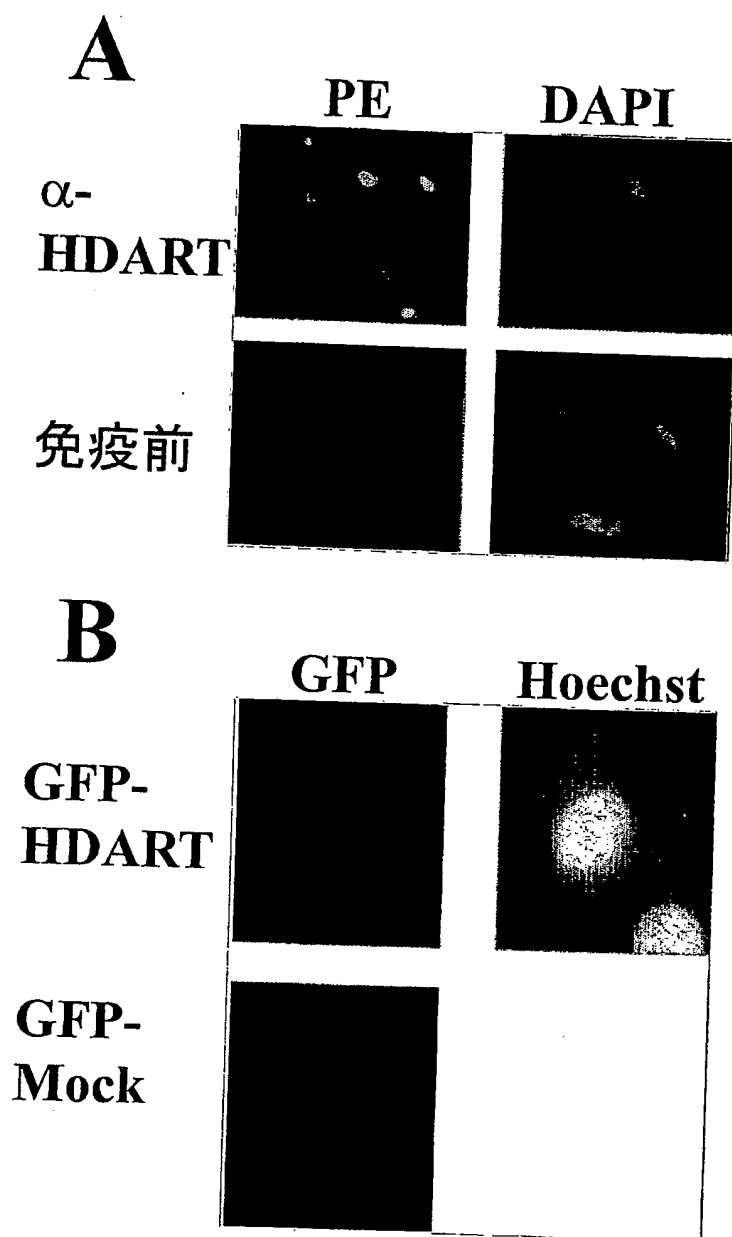 A
PE DAPI
α-
HDART
免疫前
B
GFP Hoechst
GFP-
HDART
GFP-
Mock